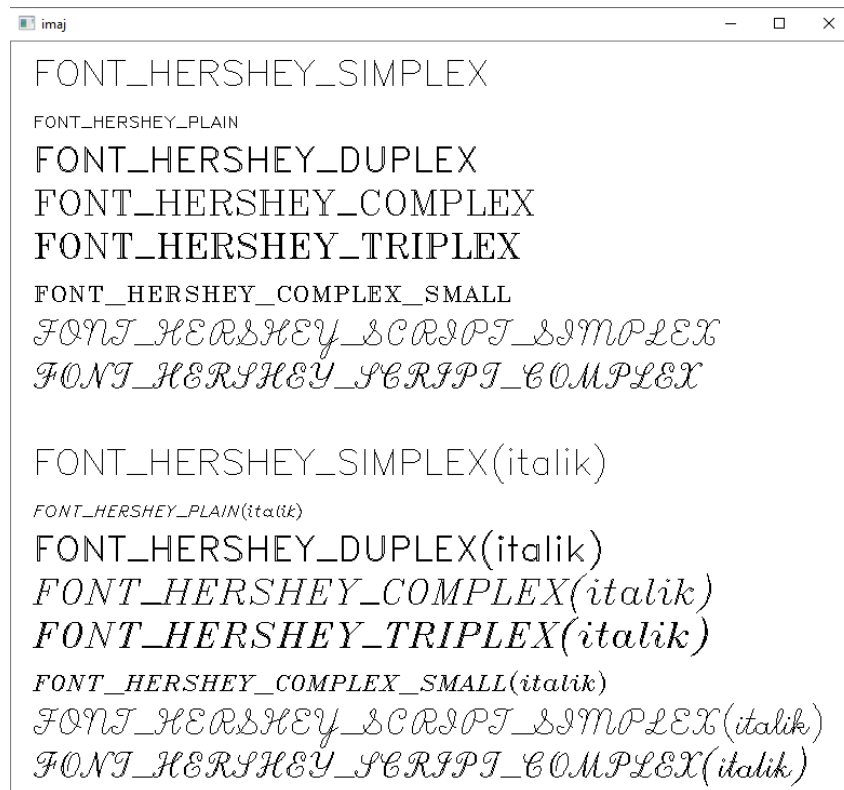 imaj
FONT_HERSHEY_SIMPLEX
FONT_HERSHEY_PLAIN
FONT_HERSHEY_DUPLEX
FONT_HERSHEY_COMPLEX
FONT_HERSHEY_TRIPLEX
FONT_HERSHEY_COMPLEX_SMALL
FONT_HERSHEY_SCRIPT_SIMPLEX
FONT_HERSHEY_SCRIPT_COMPLEX
FONT_HERSHEY_SIMPLEX(italik)
FONT_HERSHEY_PLAIN(italik)
FONT_HERSHEY_DUPLEX(italik)
FONT_HERSHEY_COMPLEX(italik)
FONT_HERSHEY_TRIPLEX(italik)
FONT_HERSHEY_COMPLEX_SMALL(italik)
FONT_HERSHEY_SCRIPT_SIMPLEX(italik)
FONT_HERSHEY_SCRIPT_COMPLEX(italik)